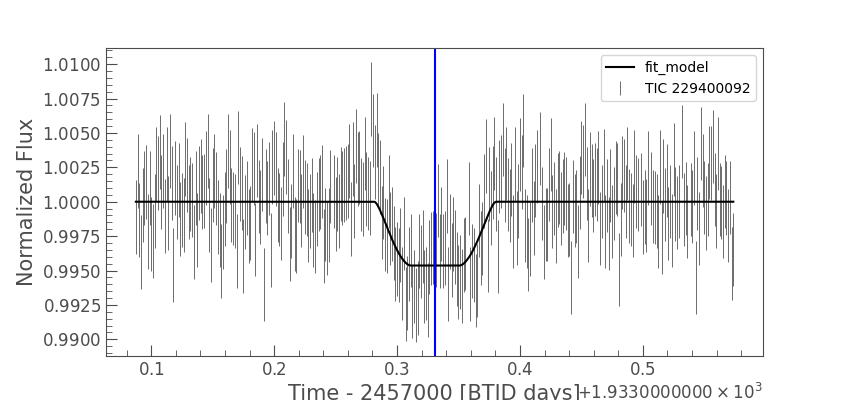 Normalized Flux
1.0100
1.0075
1.0050
1.0025
1.0000
0.9975
0.9950
0.9925
0.9900
fit_model
TIC 229400092
0.1 0.2 0.3 0.4 0.5
Time - 2457000 [BTJD days]
+1.9330000000 × 10³